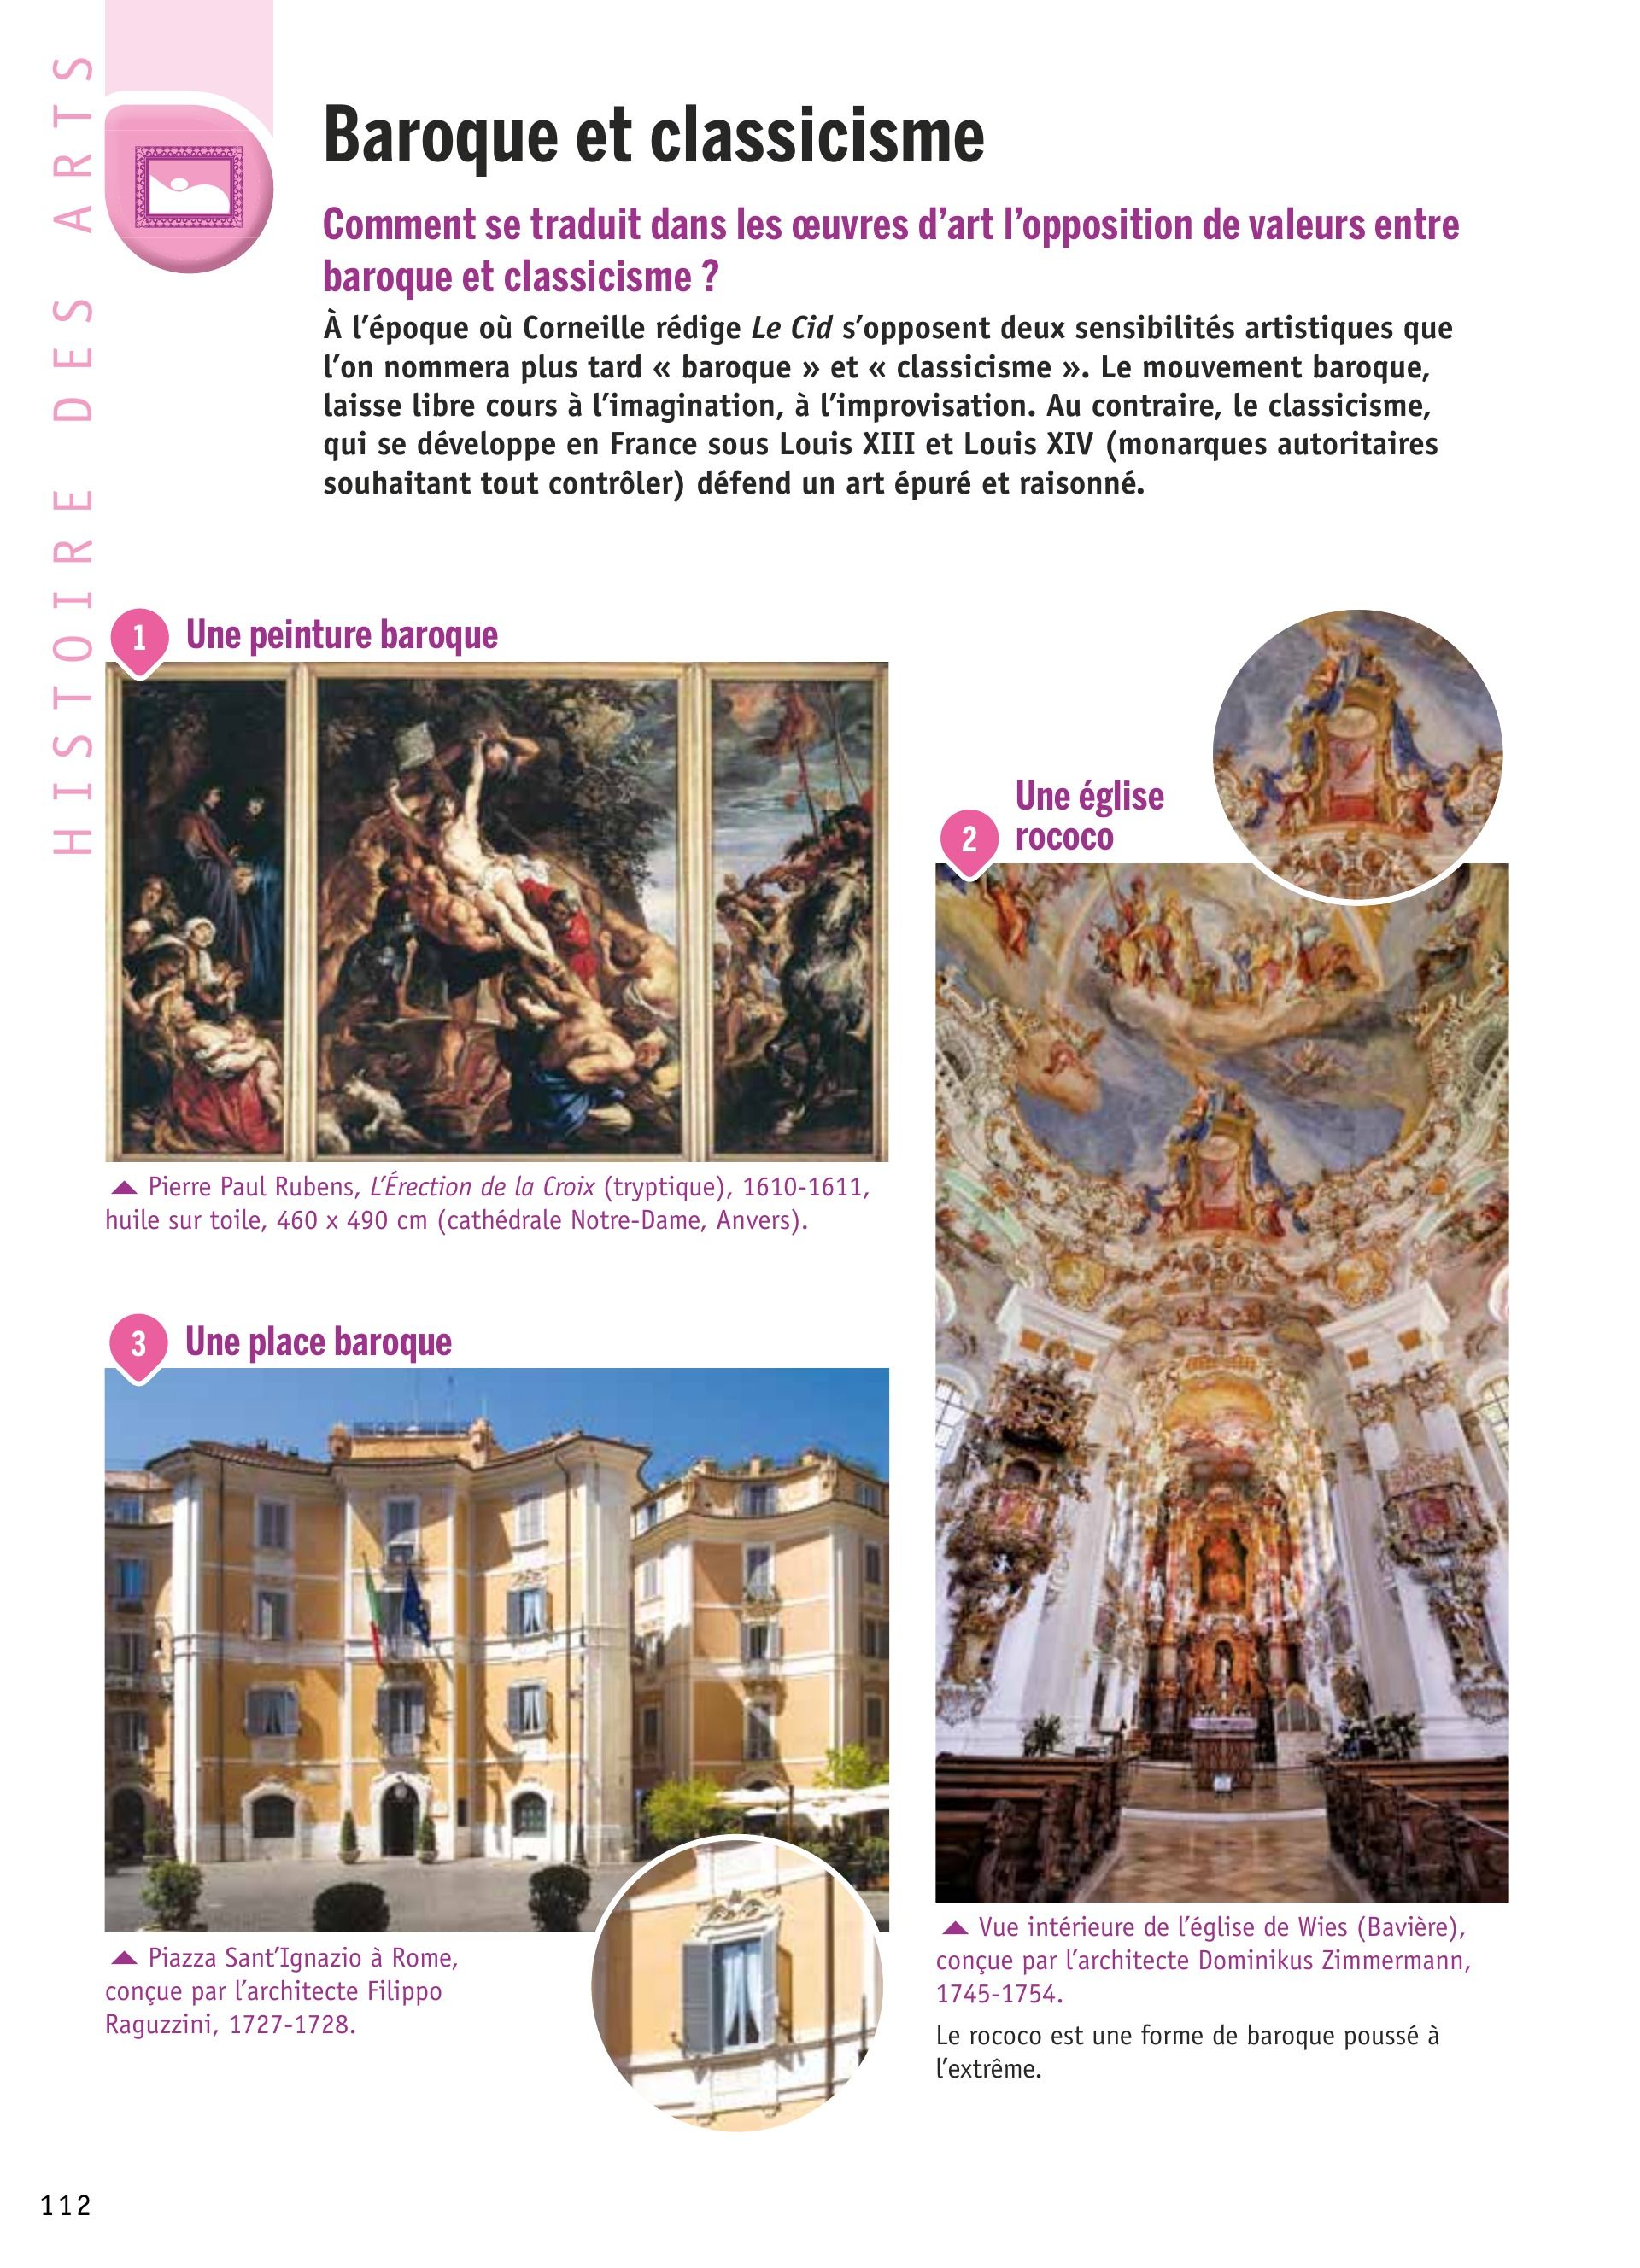 HISTOIRE DES ARTS
Baroque et classicisme
Comment se traduit dans les œuvres d’art l’opposition de valeurs entre
baroque et classicisme ?
À l’époque où Corneille rédige Le Cid s’opposent deux sensibilités artistiques que
l’on nommera plus tard « baroque » et « classicisme ». Le mouvement baroque,
laisse libre cours à l’imagination, à l’improvisation. Au contraire, le classicisme,
qui se développe en France sous Louis XIII et Louis XIV (monarques autoritaires
souhaitant tout contrôler) défend un art épuré et raisonné.
1 Une peinture baroque
Pierre Paul Rubens, L’Érection de la Croix (tryptique), 1610-1611,
huile sur toile, 460 x 490 cm (cathédrale Notre-Dame, Anvers).
2 Une église
rococo
Vue intérieure de l’église de Wies (Bavière),
conçue par l’architecte Dominikus Zimmermann,
1745-1754.
Le rococo est une forme de baroque poussé à
l’extrême.
3 Une place baroque
Piazza Sant’Ignazio à Rome,
conçue par l’architecte Filippo
Raguzzini, 1727-1728.
112